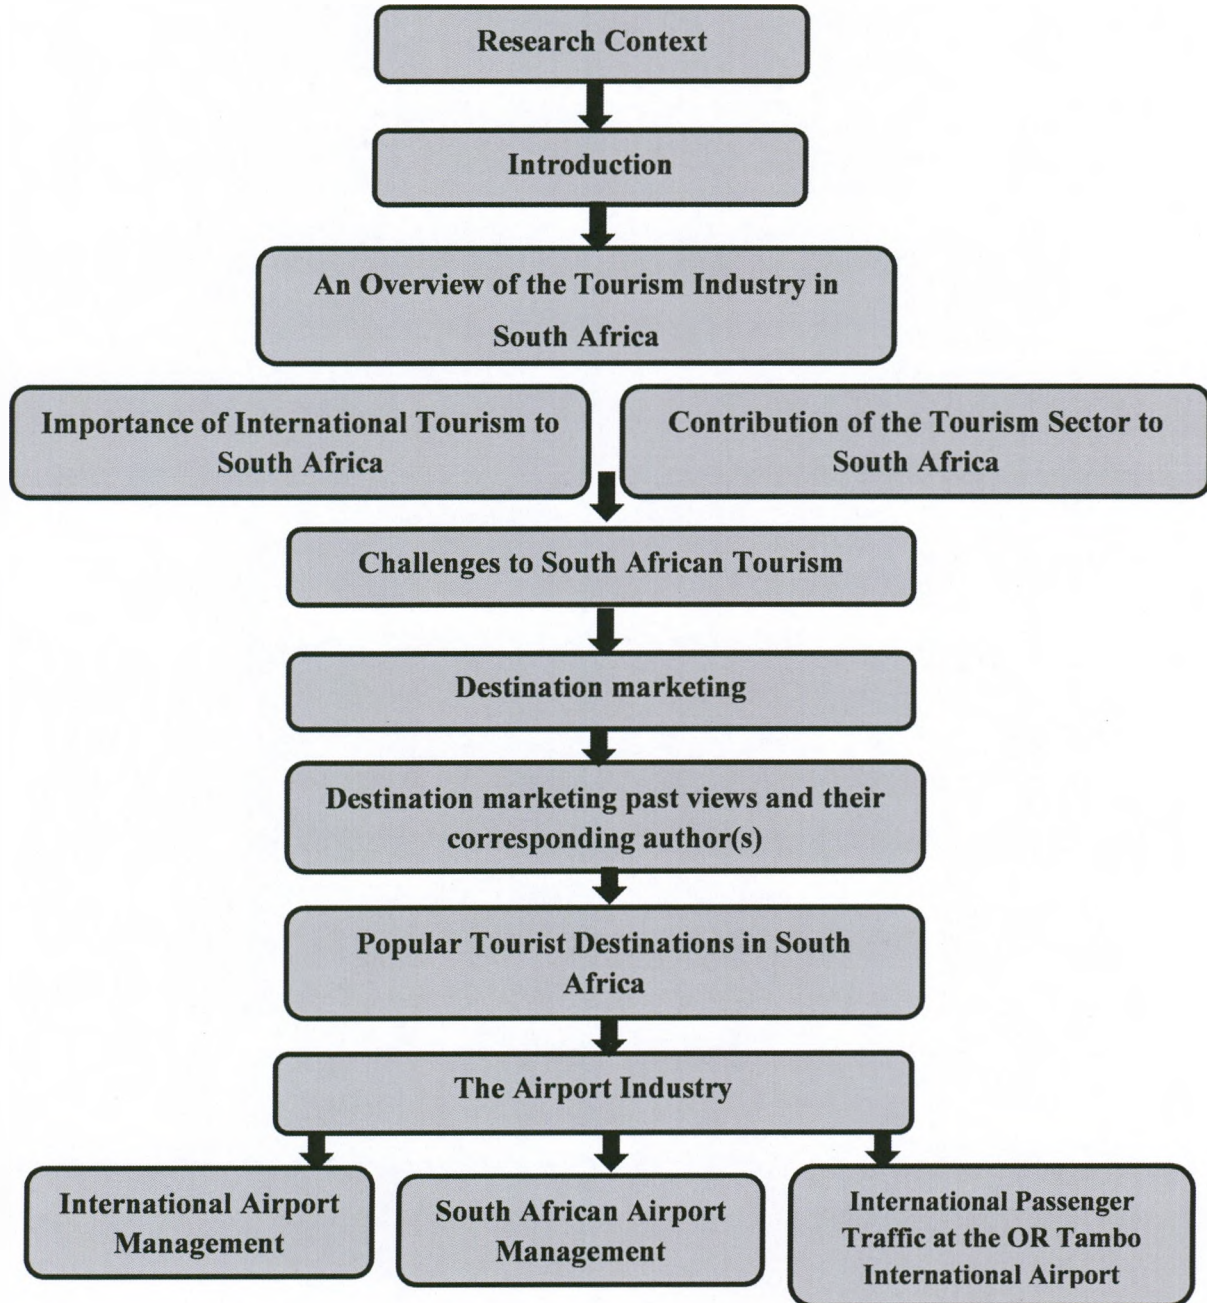 Research Context
Introduction
An Overview of the Tourism Industry in
South Africa
Importance of International Tourism to
South Africa
Contribution of the Tourism Sector to
South Africa
Challenges to South African Tourism
Destination marketing
Destination marketing past views and their
corresponding author(s)
Popular Tourist Destinations in South
Africa
The Airport Industry
International Airport
Management
South African Airport
Management
International Passenger
Traffic at the OR Tambo
International Airport